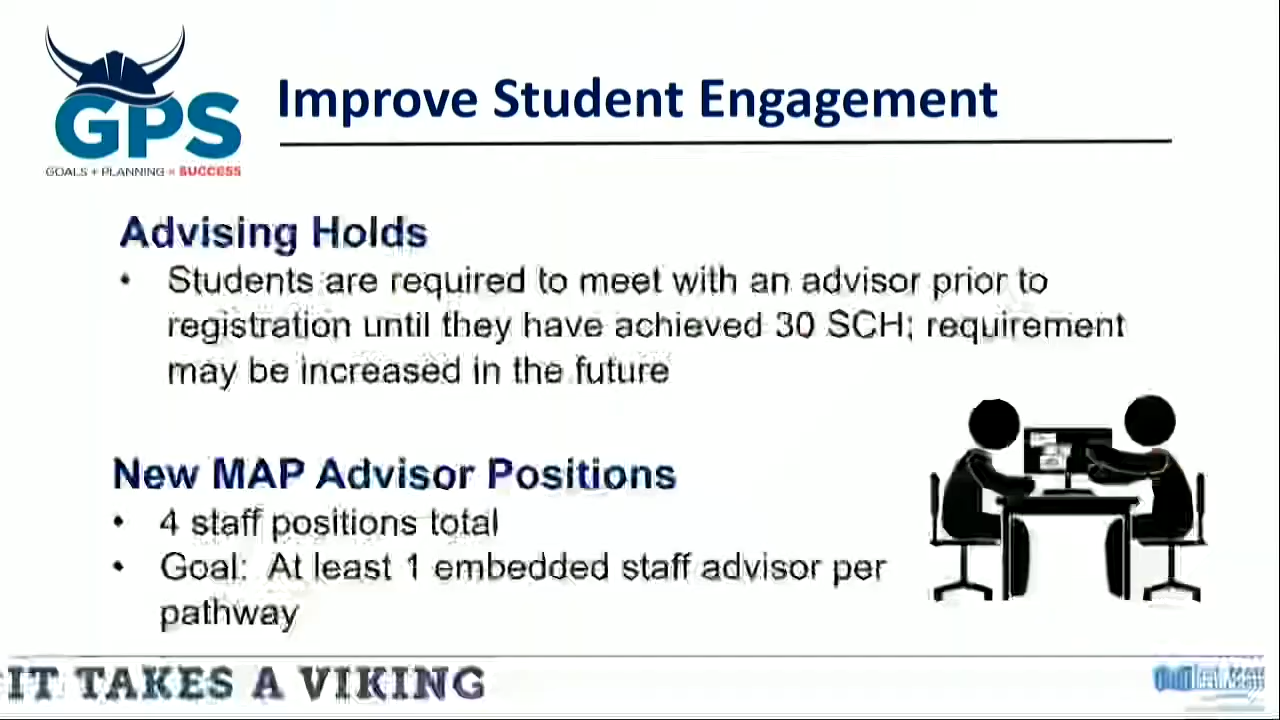 GPS
GOALS + PLANNING = SUCCESS
Improve Student Engagement
Advising Holds
• Students are required to meet with an advisor prior to
registration until they have achieved 30 SCH; requirement
may be increased in the future
New MAP Advisor Positions
• 4 staff positions total
• Goal: At least 1 embedded staff advisor per
pathway
IT TAKES A VIKING